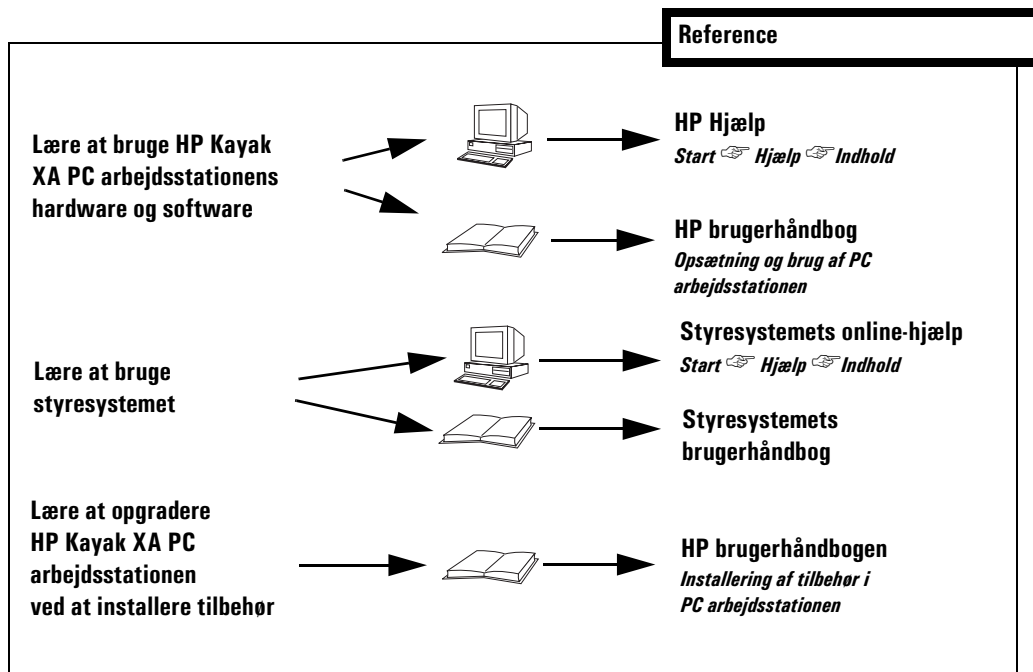 Reference
Lære at bruge HP Kayak
XA PC arbejdsstationens
hardware og software
HP Hjælp
Start ☞ Hjælp ☞ Indhold
HP brugerhåndbog
Opsætning og brug af PC
arbejdsstationen
Lære at bruge
styresystemet
Styresystemets online-hjælp
Start ☞ Hjælp ☞ Indhold
Styresystemets
brugerhåndbog
Lære at opgradere
HP Kayak XA PC
arbejdsstationen
ved at installere tilbehør
HP brugerhåndbogen
Installering af tilbehør i
PC arbejdsstationen